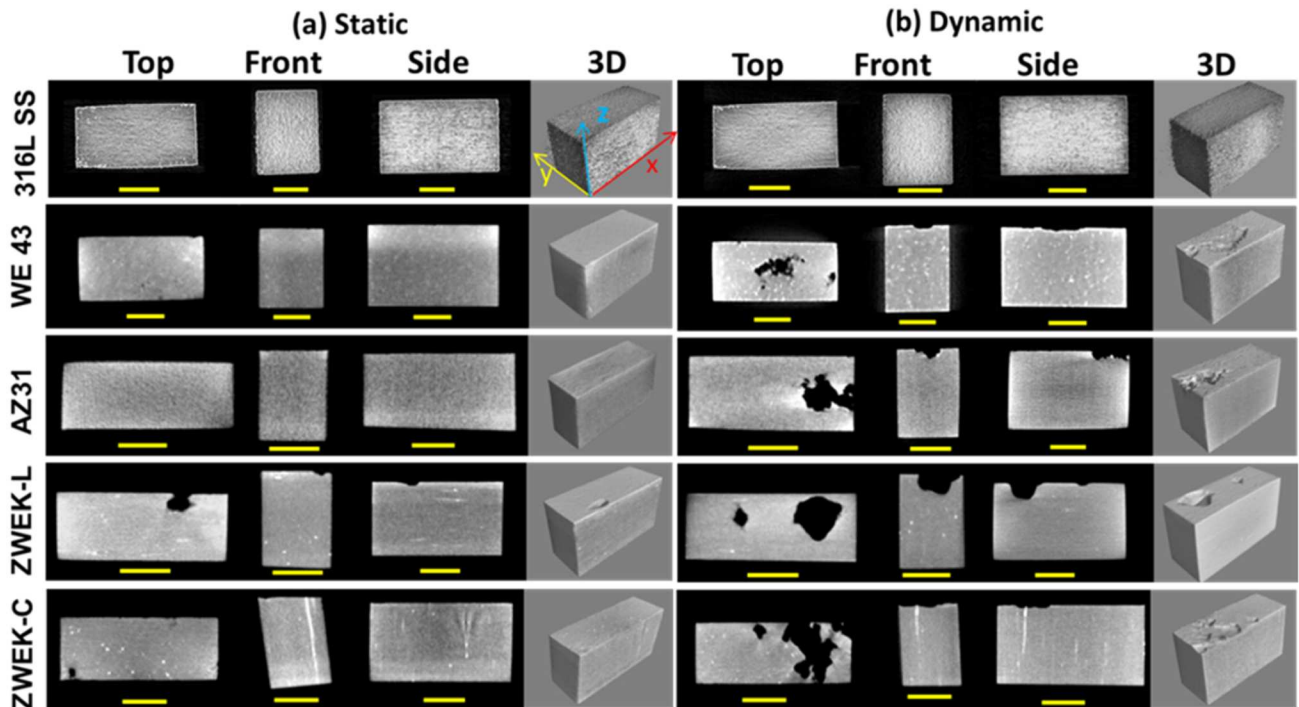 (a) Static
(b) Dynamic
Top Front Side 3D
Top Front Side 3D
316L SS
z
y
x
WE 43
AZ31
ZWEK-L
ZWEK-C